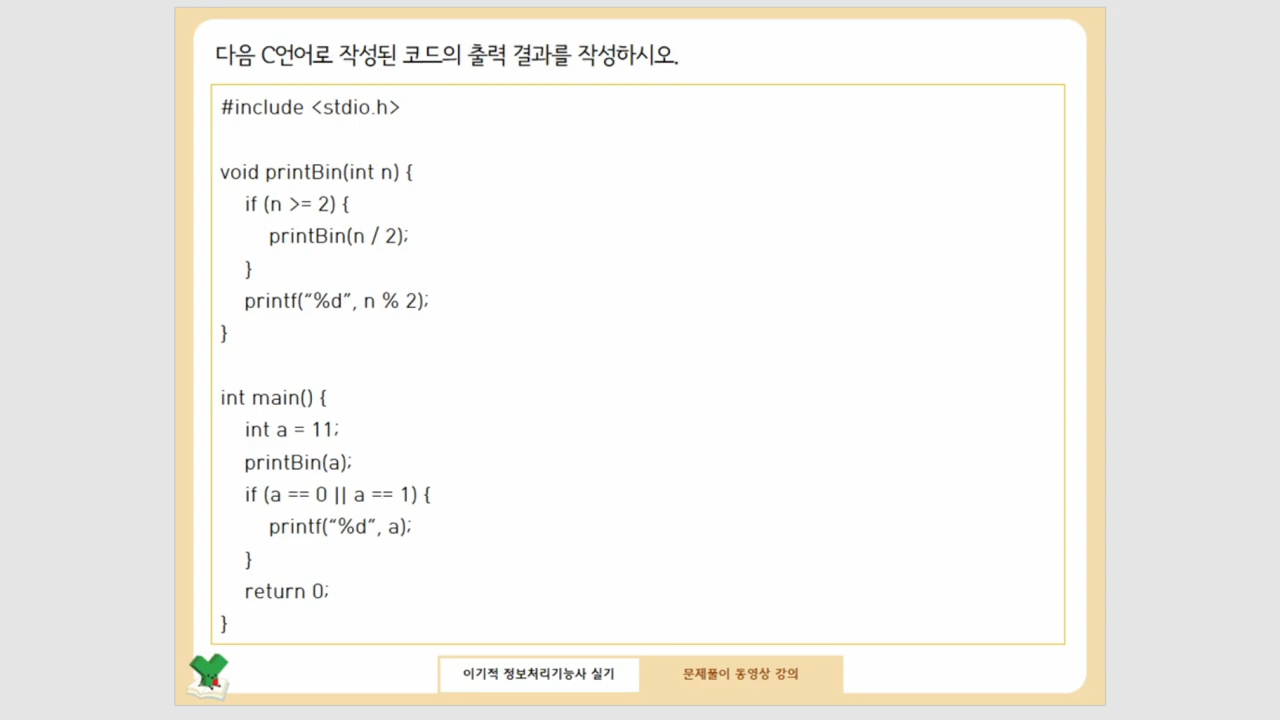 다음 C언어로 작성된 코드의 출력 결과를 작성하시오.
#include <stdio.h>
void printBin(int n) {
if (n >= 2) {
printBin(n / 2);
}
printf(“%d”, n % 2);
}
int main() {
int a = 11;
printBin(a);
if (a == 0 || a == 1) {
printf(“%d”, a);
}
return 0;
}
이기적 정보처리기능사 실기
문제풀이 동영상 강의